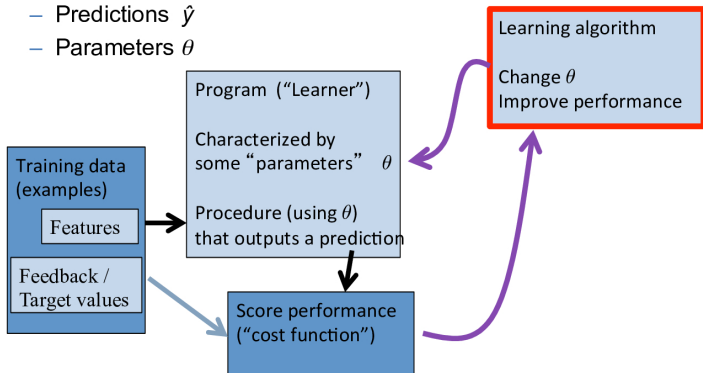 – Predictions ŷ
– Parameters θ
Learning algorithm
Change θ
Improve performance
Program (“Learner”)
Characterized by
some “parameters” θ
Procedure (using θ)
that outputs a prediction
Training data
(examples)
Features
Feedback /
Target values
Score performance
(“cost function”)